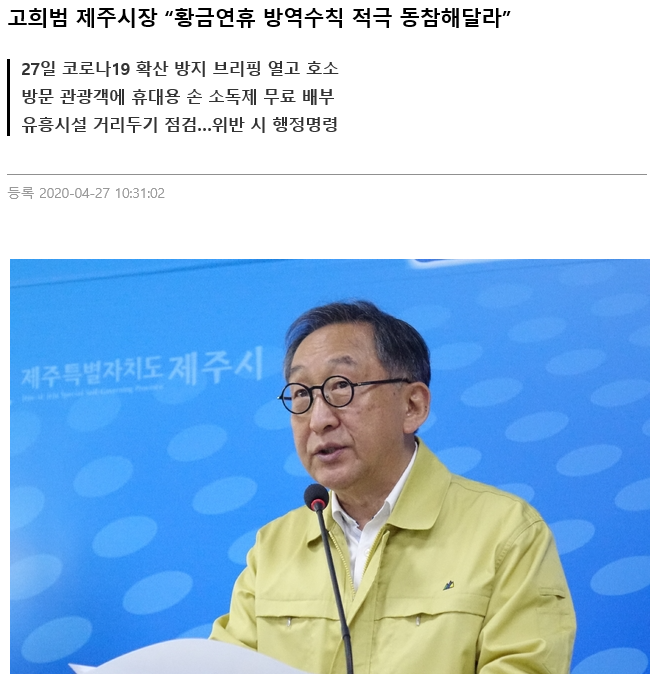 고희범 제주시장 “황금연휴 방역수칙 적극 동참해달라”
27일 코로나19 확산 방지 브리핑 열고 호소
방문 관광객에 휴대용 손 소독제 무료 배부
유흥시설 거리두기 점검…위반 시 행정명령
등록 2020-04-27 10:31:02
제주특별자치도 제주시